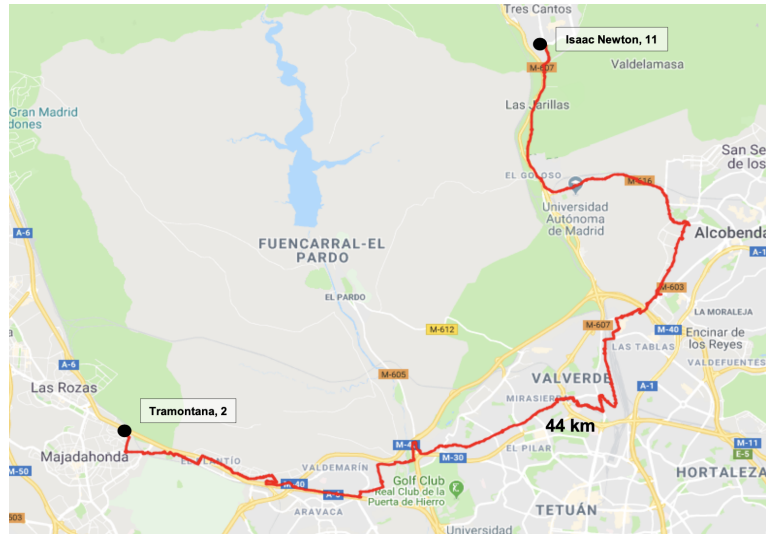 Tres Cantos
Isaac Newton, 11
M-607
Valdelamasa
Las Jarillas
Gran Madrid
dones
San Se
de los
EL GOLOSO
M-616
Universidad
Autónoma
de Madrid
A-6
Alcobenda
FUENCARRAL-EL
PARDO
A-1
M-603
EL PARDO
LA MORALEJA
M-612
M-607
M-40
Encinar de
los Reyes
LAS TABLAS
VALDEFUENTES
A-6
M-605
VALVERDE
A-1
Las Rozas
MIRASIERRA
Tramontana, 2
44 km
M-30
M-11
E-5
EL PILAR
Majadahonda
VALDEMARÍN
M-50
HORTALEZA
M-40
Golf Club
Real Club de la
Puerta de Hierro
ARAVACA
TETUÁN
503
Universidad